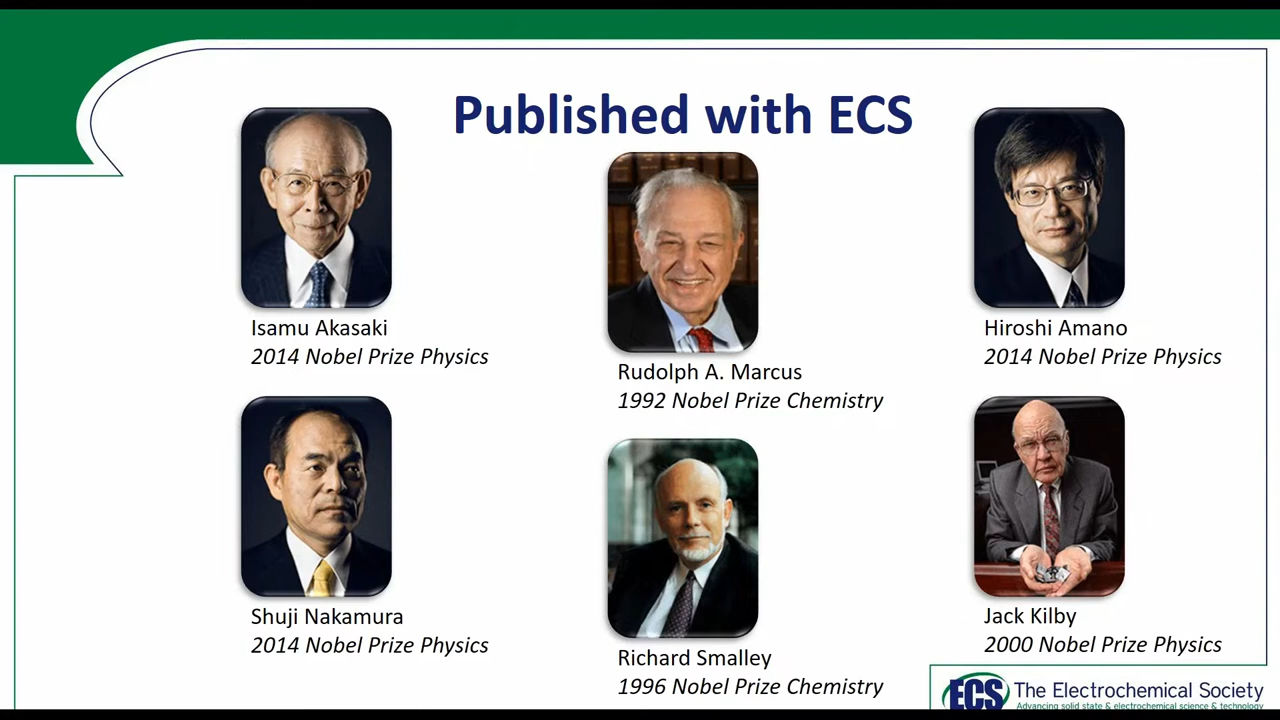 Published with ECS
Isamu Akasaki
2014 Nobel Prize Physics
Rudolph A. Marcus
1992 Nobel Prize Chemistry
Hiroshi Amano
2014 Nobel Prize Physics
Shuji Nakamura
2014 Nobel Prize Physics
Richard Smalley
1996 Nobel Prize Chemistry
Jack Kilby
2000 Nobel Prize Physics
ECS The Electrochemical Society
Advancing solid state & electrochemical science & technology